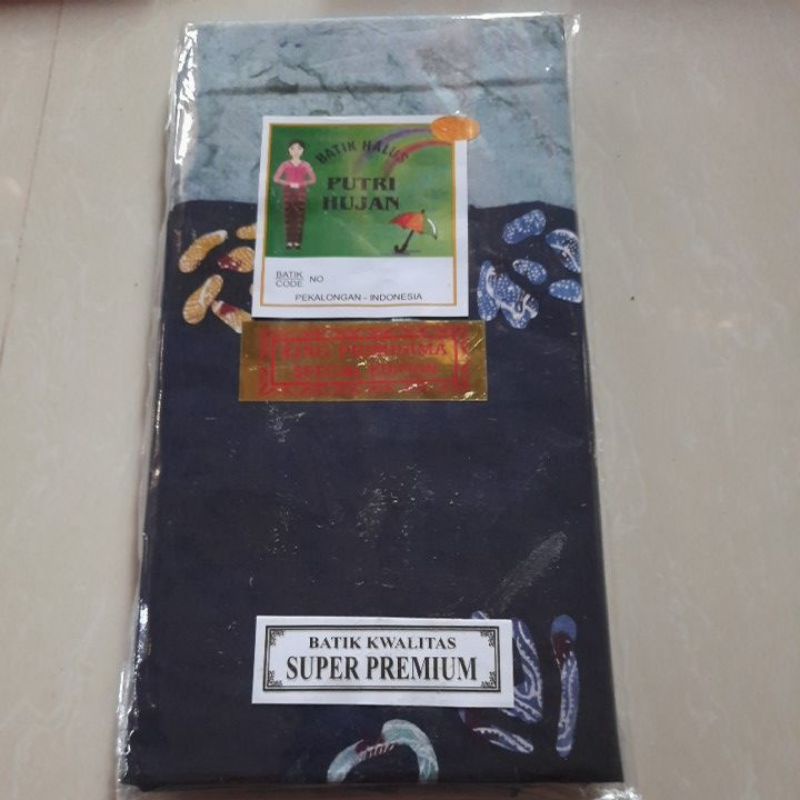 BATIK HALUS
PUTRI
HUJAN
BATIK
CODE NO
PEKALONGAN - INDONESIA
BATIK KWALITAS
SUPER PREMIUM